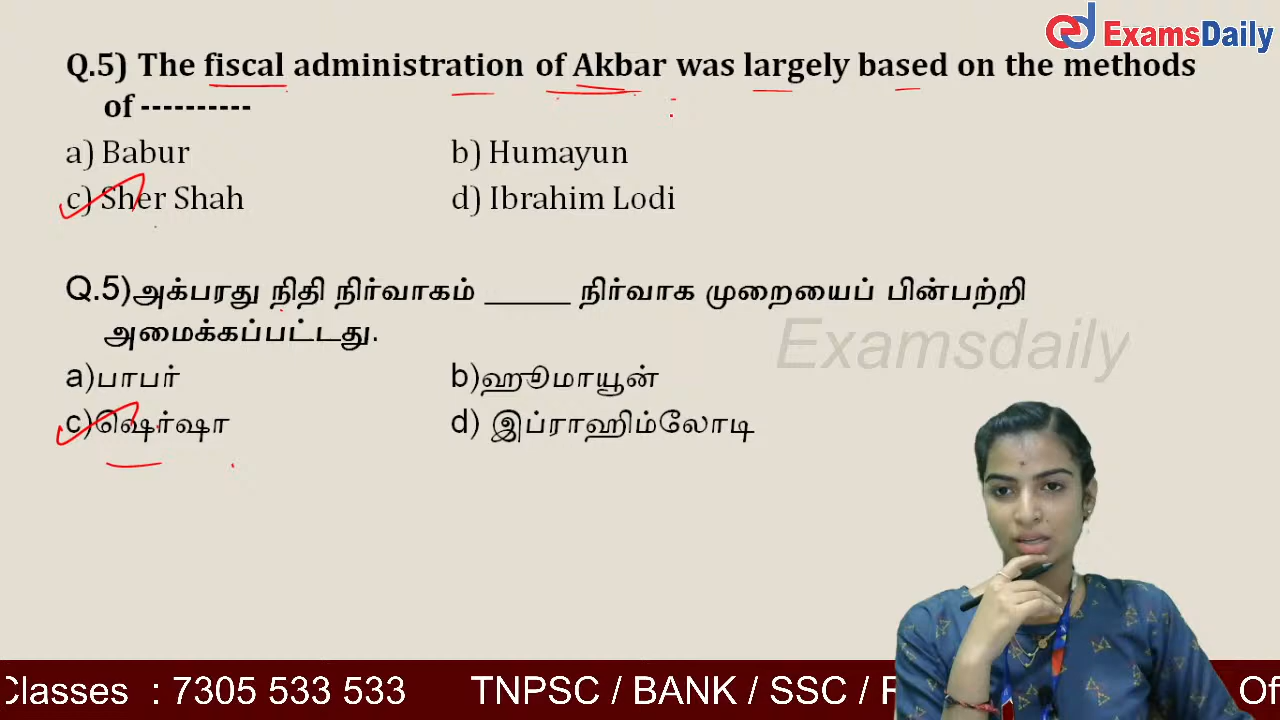 ExamsDaily
Q.5) The fiscal administration of Akbar was largely based on the methods
of ----------
a) Babur b) Humayun
c) Sher Shah d) Ibrahim Lodi
Q.5)அக்பரது நிதி நிர்வாகம் ______ நிர்வாக முறையைப் பின்பற்றி
அமைக்கப்பட்டது.
Examsdaily
a)பாபர் b)ஹூமாயூன்
c)ஷெர்ஷா d) இப்ராஹிம்லோடி
Classes : 7305 533 533 TNPSC / BANK / SSC / Of